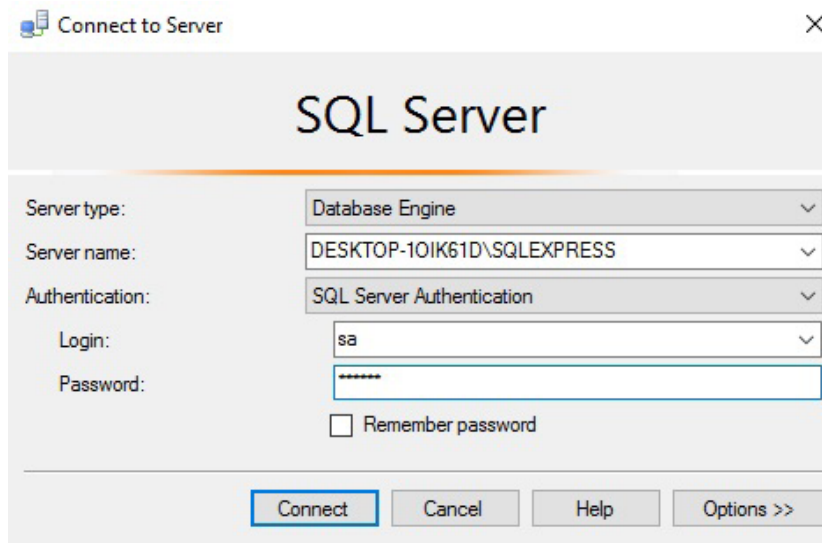 Connect to Server
SQL Server
Server type: Database Engine
Server name: DESKTOP-1OIK61D\SQLEXPRESS
Authentication: SQL Server Authentication
Login: sa
Password: ******
Remember password
Connect Cancel Help Options >>